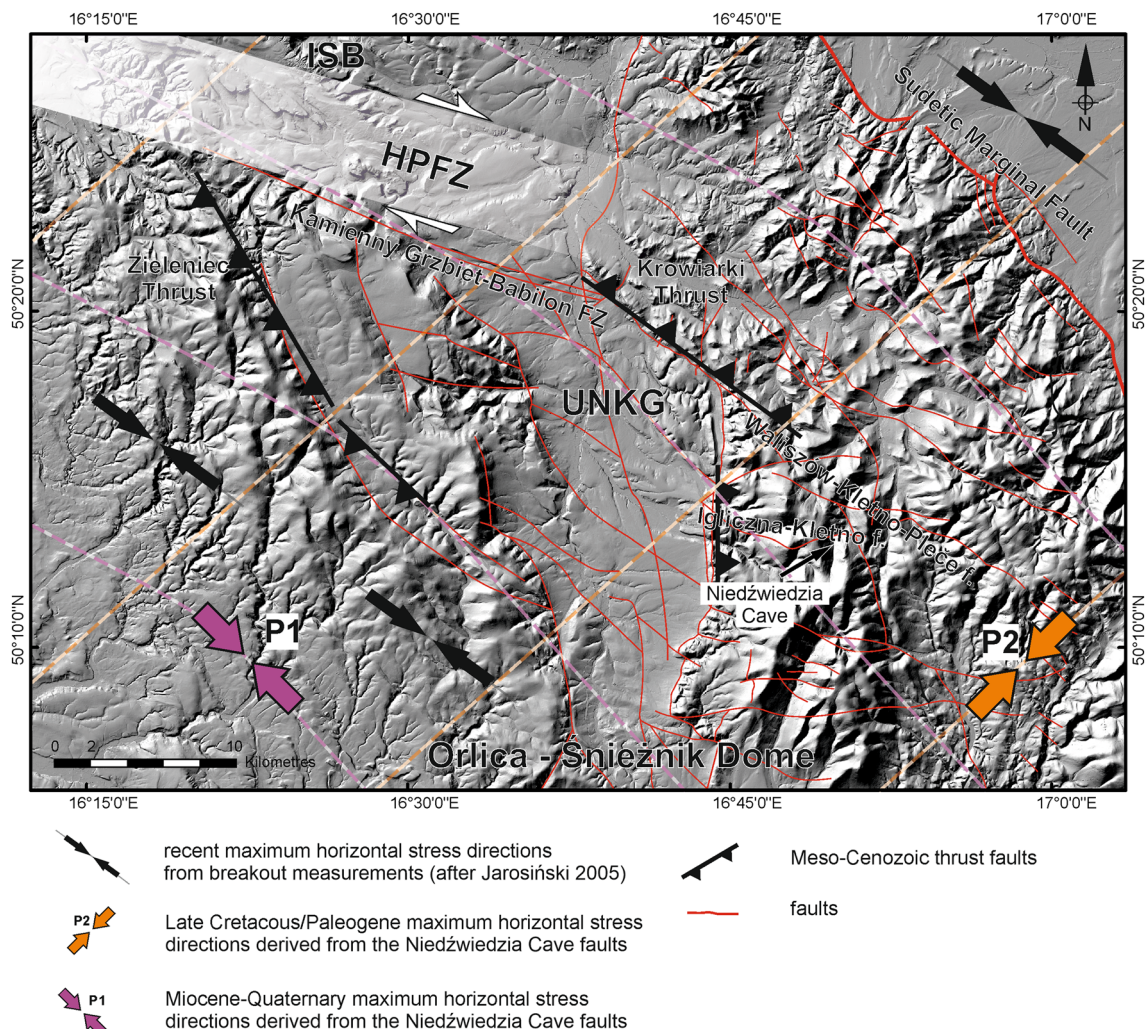 16°15'0"E
16°30'0"E
16°45'0"E
17°0'0"E
ISB
N
Sudetic Marginal Fault
HPFZ
Kamienny Grzbiet-Babilon FZ
Zieleniec
Thrust
Krowiarki
Thrust
50°20'0"N
50°20'0"N
UNKG
Waliszów-Kletno-Pleče f.
Igliczna-Kletno f.
Niedźwiedzia
Cave
50°10'0"N
50°10'0"N
P1
P2
0 2 10
Kilometres
Orlica - Snieżnik Dome
16°15'0"E
16°30'0"E
16°45'0"E
17°0'0"E
recent maximum horizontal stress directions
from breakout measurements (after Jarosiński 2005)
Meso-Cenozoic thrust faults
P2
Late Cretacous/Paleogene maximum horizontal stress
directions derived from the Niedźwiedzia Cave faults
faults
P1
Miocene-Quaternary maximum horizontal stress
directions derived from the Niedźwiedzia Cave faults